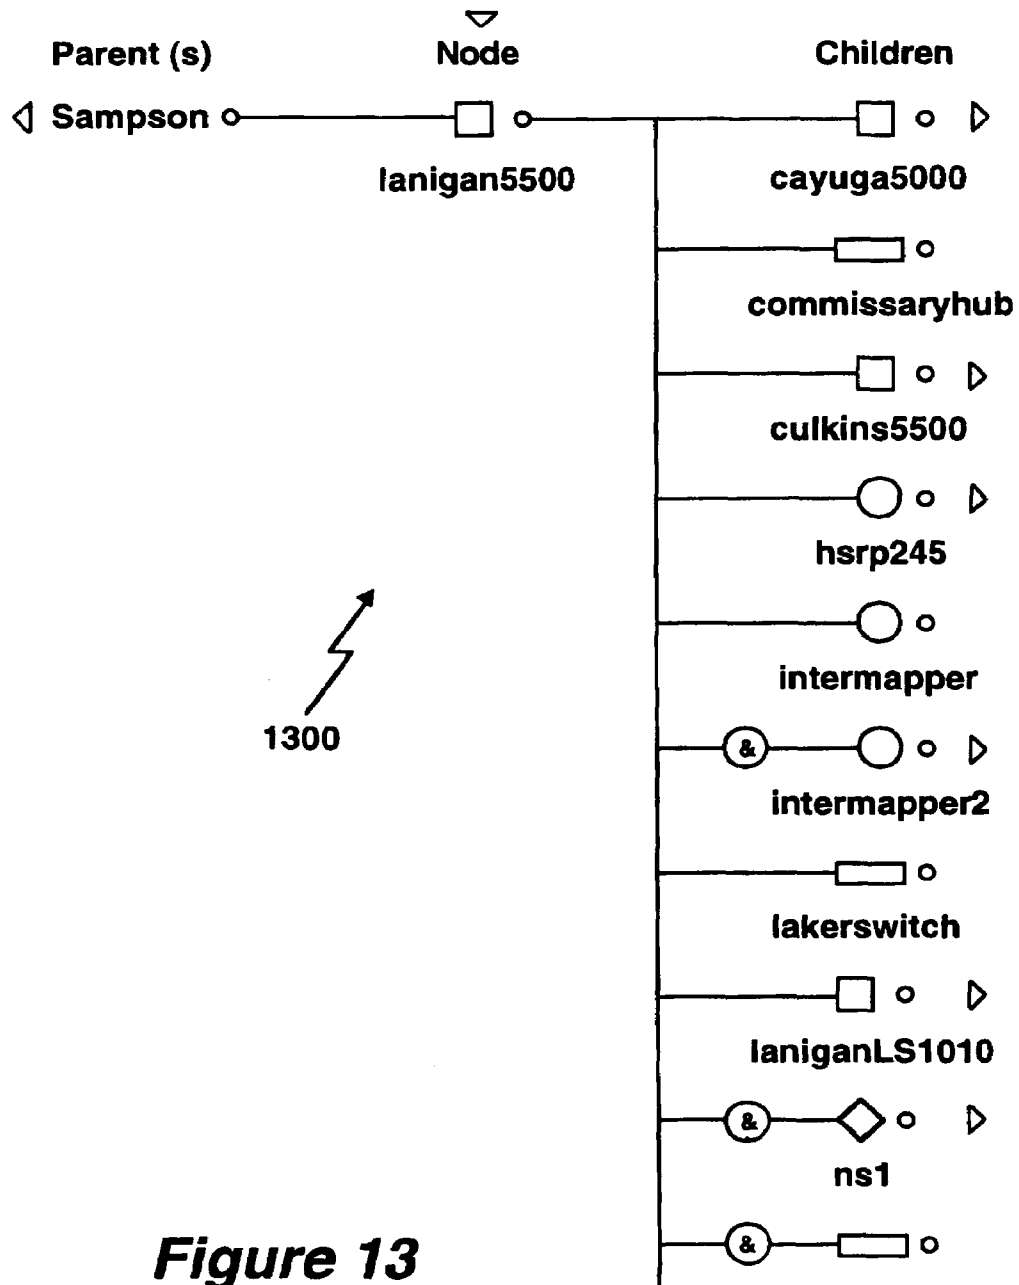 Parent (s) Node Children
Sampson
lanigan5500 cayuga5000
commissaryhub
culkins5500
hsrp245
intermapper
1300
&
intermapper2
lakerswitch
laniganLS1010
&
ns1
&
Figure 13